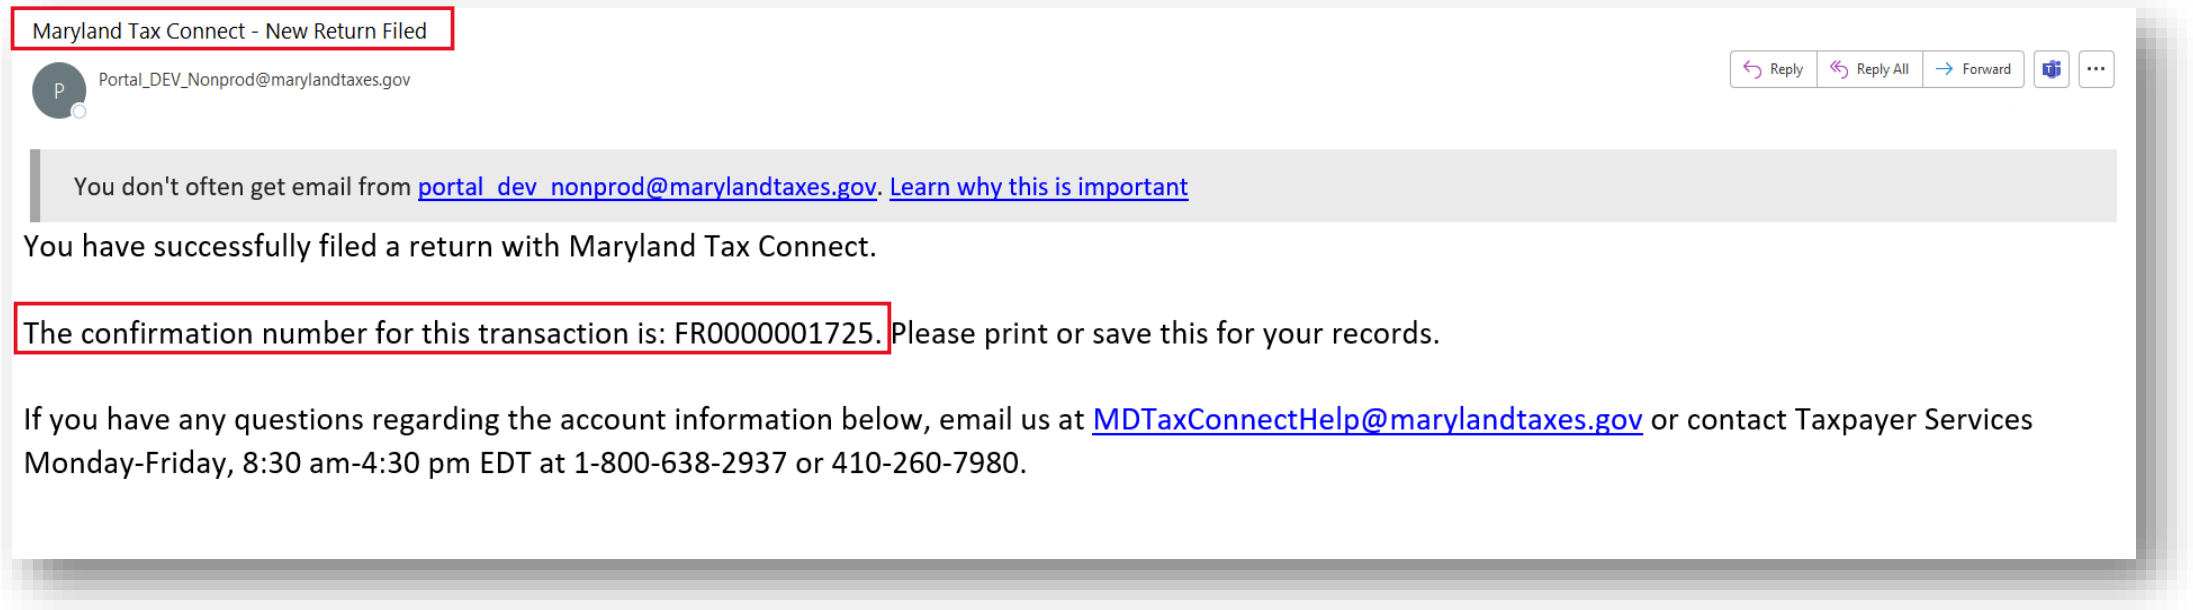 Maryland Tax Connect - New Return Filed
P
Portal_DEV_Nonprod@marylandtaxes.gov
Reply
Reply All
Forward
You don't often get email from portal_dev_nonprod@marylandtaxes.gov. Learn why this is important
You have successfully filed a return with Maryland Tax Connect.
The confirmation number for this transaction is: FR0000001725. Please print or save this for your records.
If you have any questions regarding the account information below, email us at MDTaxConnectHelp@marylandtaxes.gov or contact Taxpayer Services
Monday-Friday, 8:30 am-4:30 pm EDT at 1-800-638-2937 or 410-260-7980.